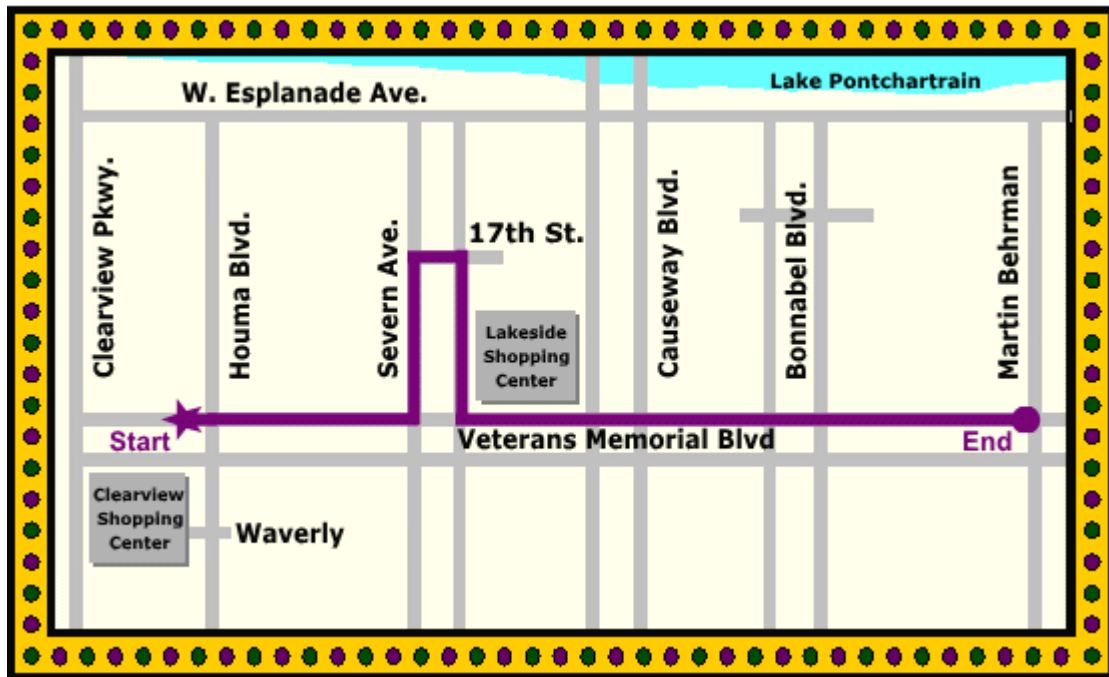 Lake Pontchartrain
W. Esplanade Ave.
Clearview Pkwy.
Houma Blvd.
Severn Ave.
17th St.
Causeway Blvd.
Bonnabel Blvd.
Martin Behrman
Lakeside
Shopping
Center
Start
Veterans Memorial Blvd
End
Clearview
Shopping
Center
Waverly